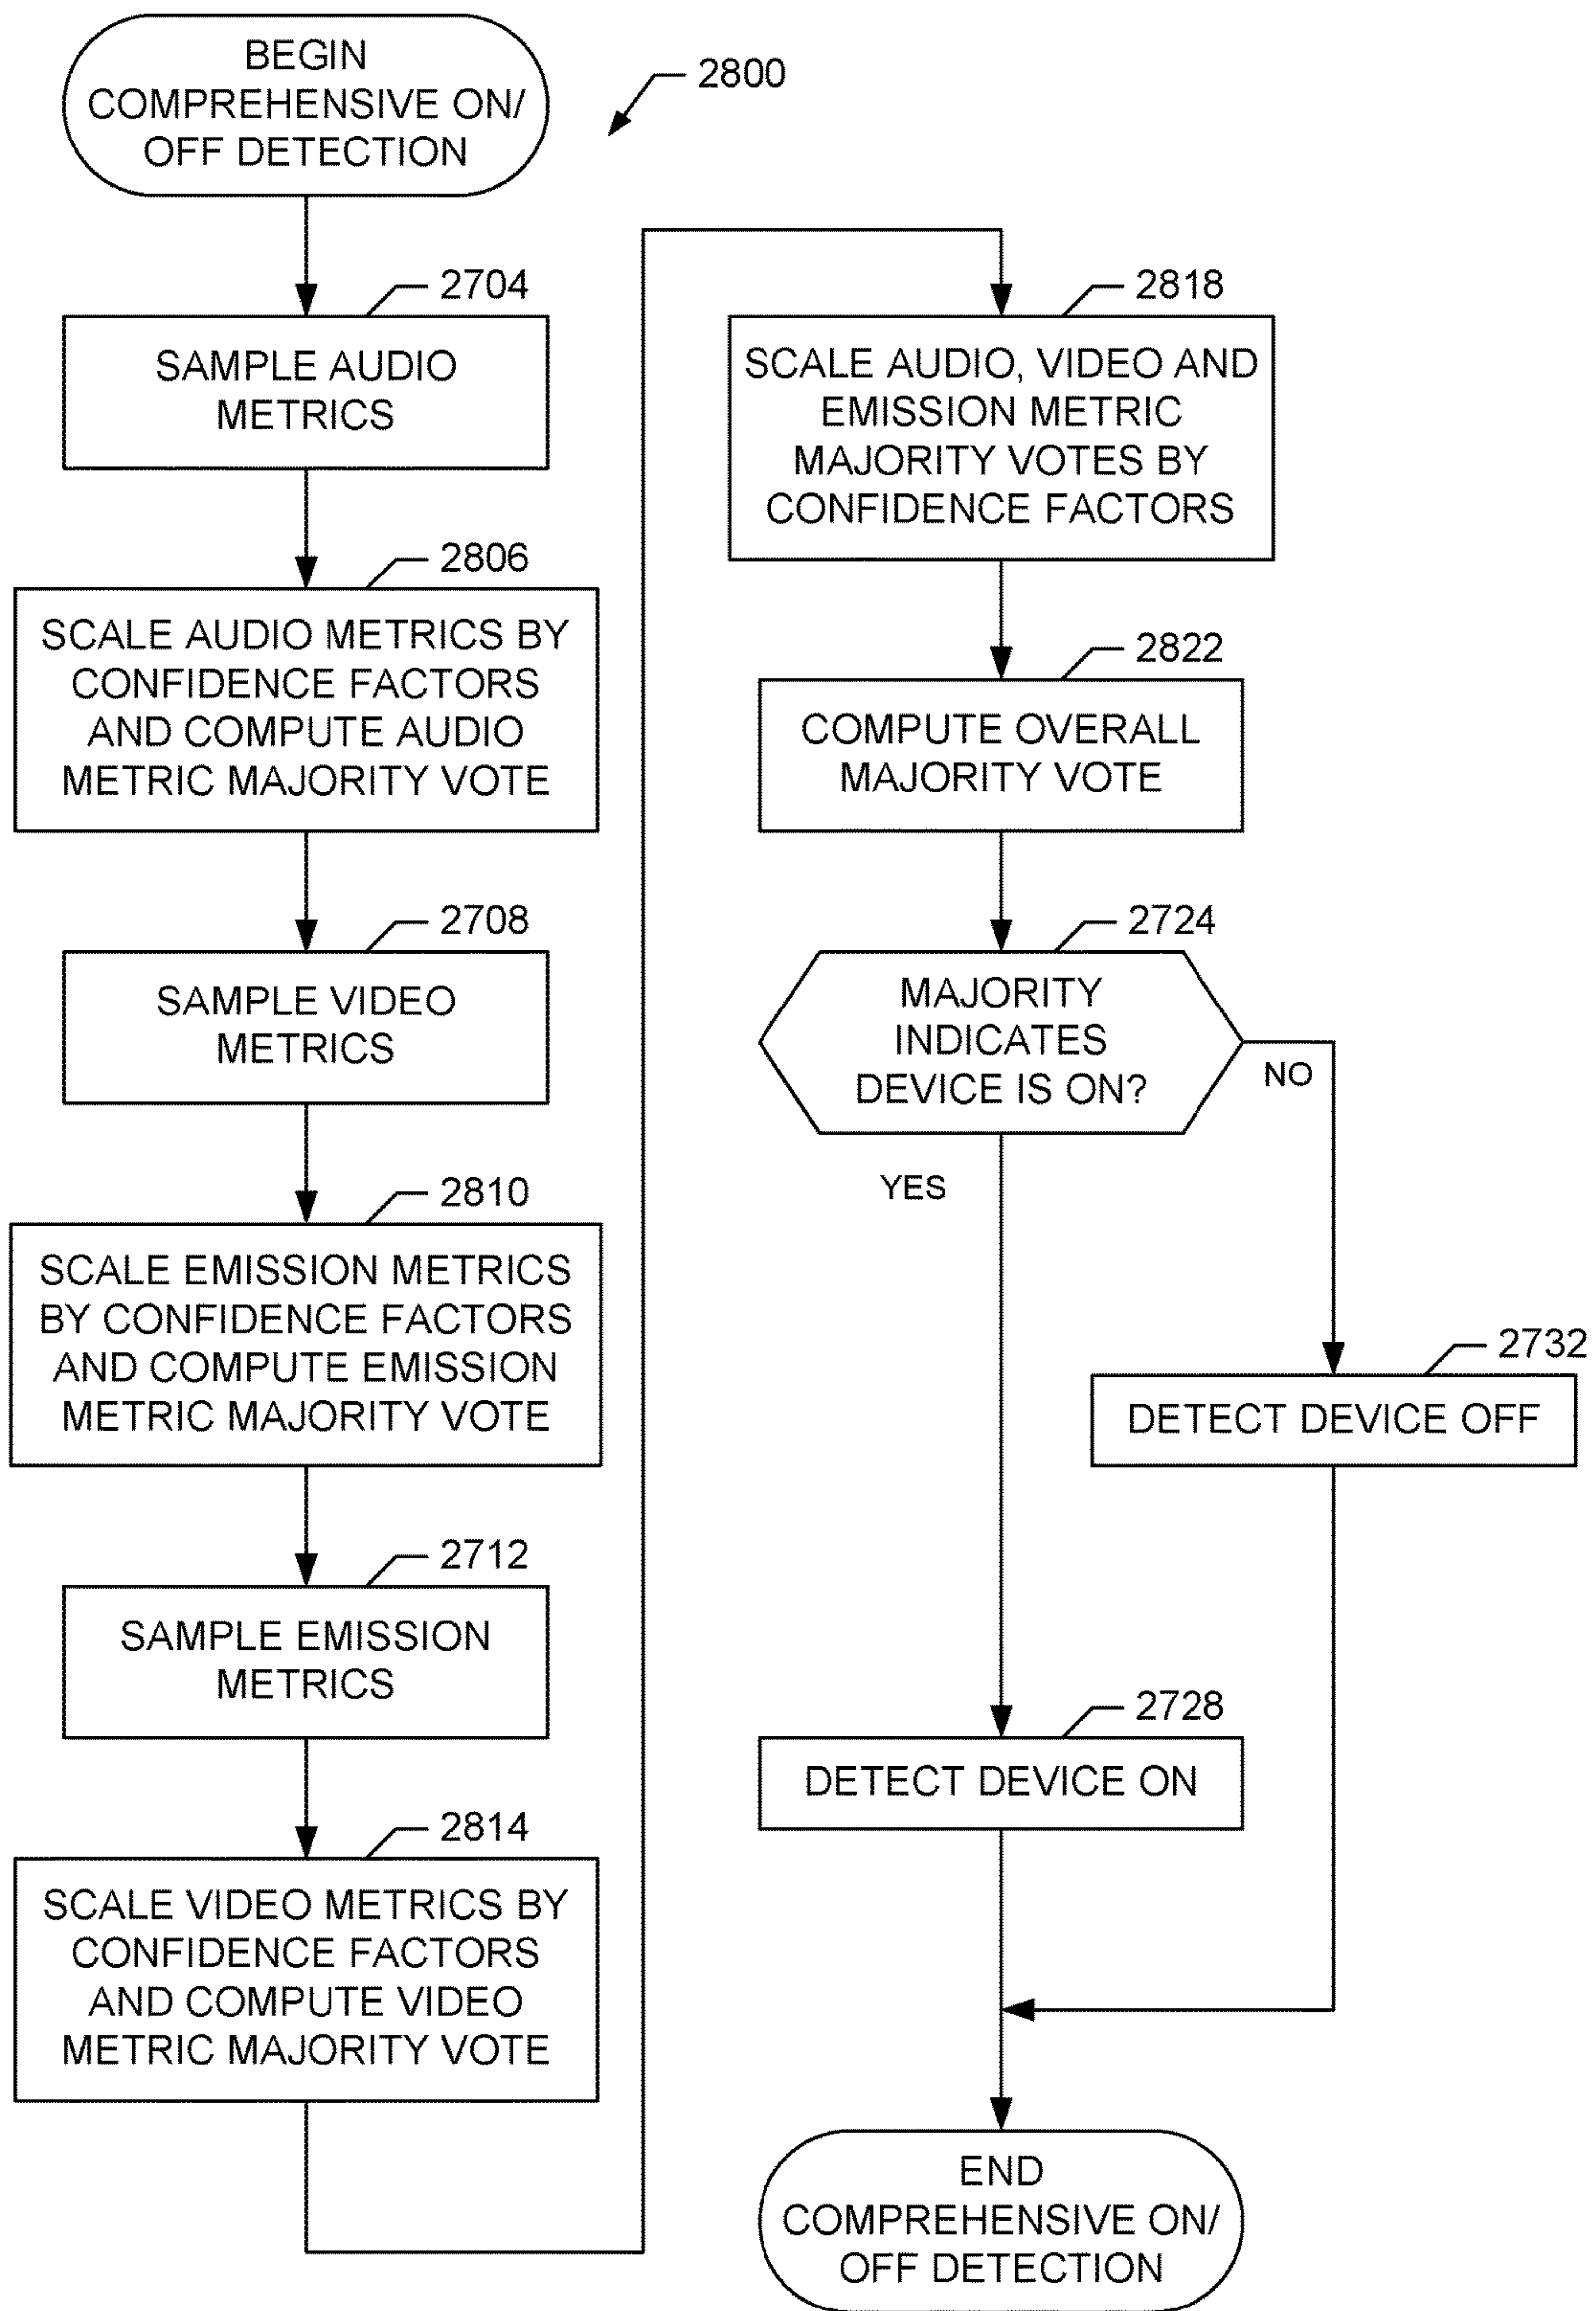 BEGIN
COMPREHENSIVE ON/
OFF DETECTION
2800
2704
SAMPLE AUDIO
METRICS
2806
SCALE AUDIO METRICS BY
CONFIDENCE FACTORS
AND COMPUTE AUDIO
METRIC MAJORITY VOTE
2708
SAMPLE VIDEO
METRICS
2810
SCALE EMISSION METRICS
BY CONFIDENCE FACTORS
AND COMPUTE EMISSION
METRIC MAJORITY VOTE
2712
SAMPLE EMISSION
METRICS
2814
SCALE VIDEO METRICS BY
CONFIDENCE FACTORS
AND COMPUTE VIDEO
METRIC MAJORITY VOTE
2818
SCALE AUDIO, VIDEO AND
EMISSION METRIC
MAJORITY VOTES BY
CONFIDENCE FACTORS
2822
COMPUTE OVERALL
MAJORITY VOTE
2724
MAJORITY
INDICATES
DEVICE IS ON?
NO
YES
2732
DETECT DEVICE OFF
2728
DETECT DEVICE ON
END
COMPREHENSIVE ON/
OFF DETECTION